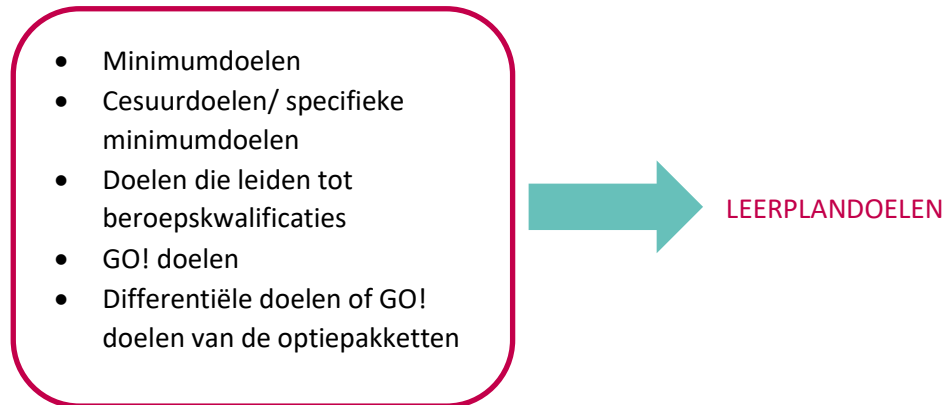 • Minimumdoelen
• Cesuurdoelen/ specifieke
minimumdoelen
• Doelen die leiden tot
beroepskwalificaties
• GO! doelen
• Differentiële doelen of GO!
doelen van de optiepakketten
LEERPLANDOELEN